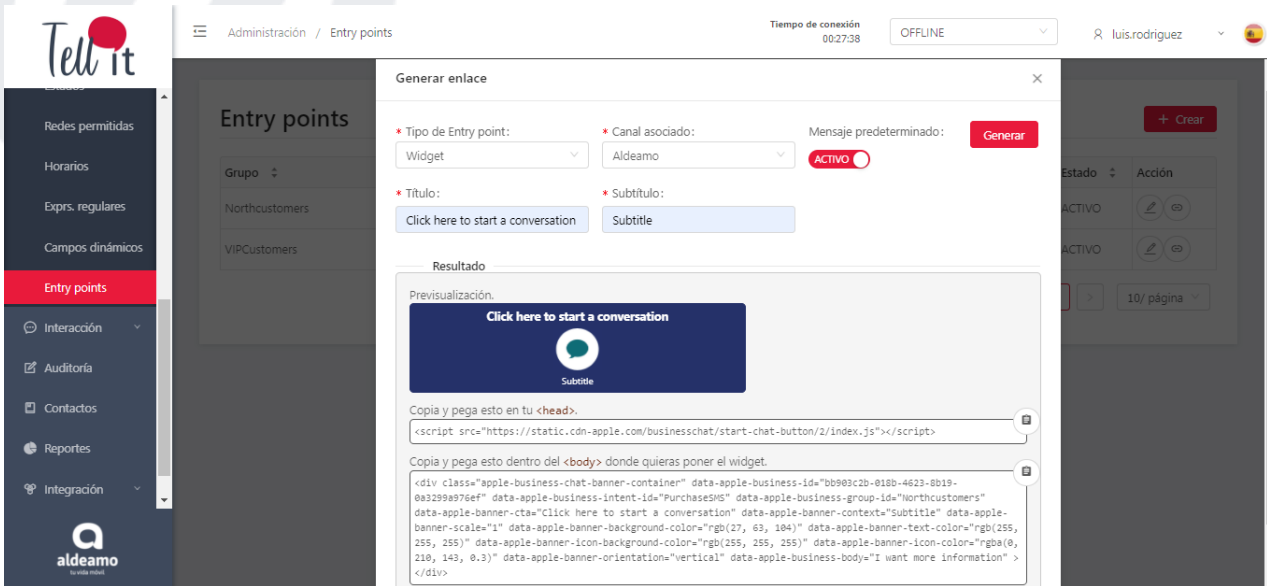 Tell it
Administración / Entry points
Tiempo de conexión
00:27:38
OFFLINE
luis.rodriguez
Redes permitidas
Horarios
Exprs. regulares
Campos dinámicos
Entry points
Interacción
Auditoría
Contactos
Reportes
Integración
aldeamo
tu vida móvil
Entry points
+ Crear
Grupo
Estado
Acción
Northcustomers
ACTIVO
VIPCustomers
ACTIVO
10/ página
Generar enlace
* Tipo de Entry point:
* Canal asociado:
Mensaje predeterminado:
Generar
Widget
Aldeamo
ACTIVO
* Título:
* Subtítulo:
Click here to start a conversation
Subtitle
Resultado
Previsualización.
Click here to start a conversation
Subtitle
Copia y pega esto en tu <head>.
<script src="https://static.cdn-apple.com/businesschat/start-chat-button/2/index.js"></script>
Copia y pega esto dentro del <body> donde quieras poner el widget.
<div class="apple-business-chat-banner-container" data-apple-business-id="bb903c2b-018b-4623-8b19-
0a3299a976ef" data-apple-business-intent-id="PurchaseSMS" data-apple-business-group-id="Northcustomers"
data-apple-banner-cta="Click here to start a conversation" data-apple-banner-context="Subtitle" data-apple-
banner-scale="1" data-apple-banner-background-color="rgb(27, 63, 104)" data-apple-banner-text-color="rgb(255,
255, 255)" data-apple-banner-icon-background-color="rgb(255, 255, 255)" data-apple-banner-icon-color="rgba(0,
210, 143, 0.3)" data-apple-banner-orientation="vertical" data-apple-business-body="I want more information" >
</div>